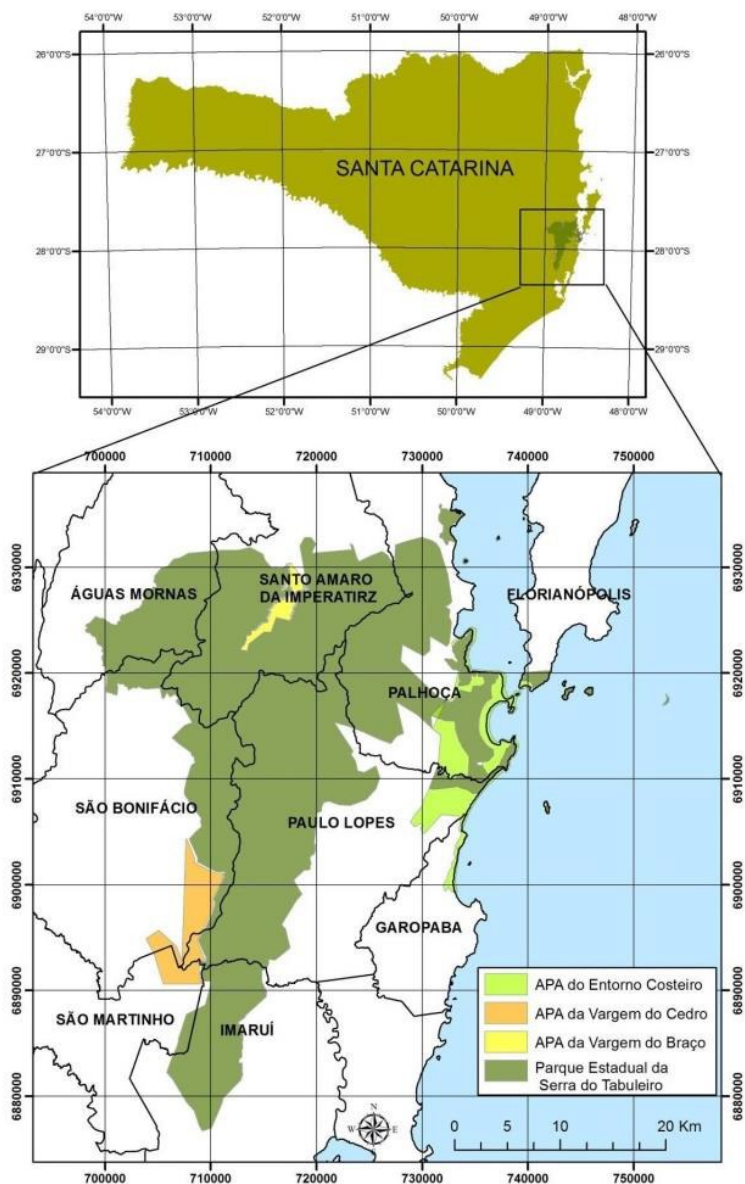 54°0'0"W 53°0'0"W 52°0'0"W 51°0'0"W 50°0'0"W 49°0'0"W 48°0'0"W
26°0'0"S 26°0'0"S
27°0'0"S 27°0'0"S
SANTA CATARINA
28°0'0"S 28°0'0"S
29°0'0"S 29°0'0"S
54°0'0"W 53°0'0"W 52°0'0"W 51°0'0"W 50°0'0"W 49°0'0"W 48°0'0"W
700000 710000 720000 730000 740000 750000
6930000 6930000
ÁGUAS MORNAS
SANTO AMARO
DA IMPERATIRZ
FLORIANÓPOLIS
6920000 6920000
PALHOÇA
6910000 6910000
SÃO BONIFÁCIO
PAULO LOPES
6900000 6900000
GAROPABA
6890000 6890000
SÃO MARTINHO
IMARUÍ
6880000 6880000
APA do Entorno Costeiro
APA da Vargem do Cedro
APA da Vargem do Braço
Parque Estadual da
Serra do Tabuleiro
N
W E
S
0 5 10 20 Km
700000 710000 720000 730000 740000 750000